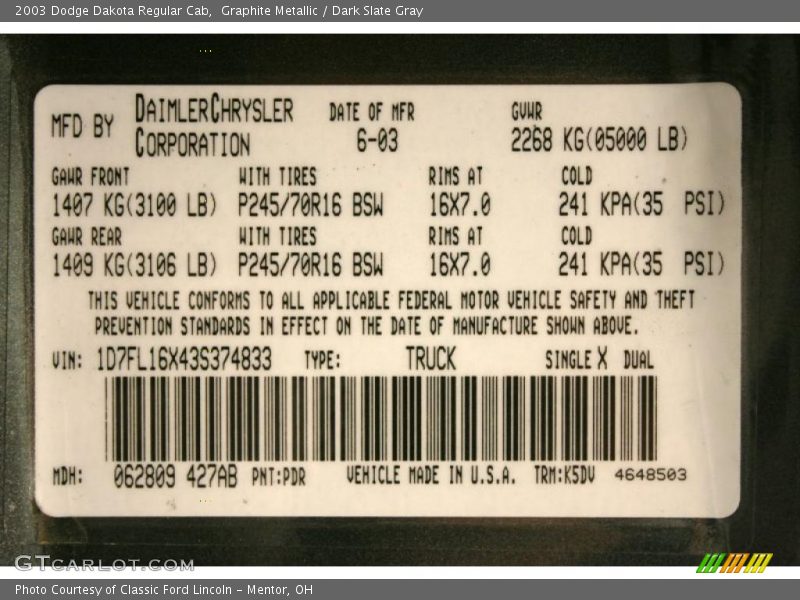 2003 Dodge Dakota Regular Cab,  Graphite Metallic / Dark Slate Gray
MFD BY DAIMLERCHRYSLER CORPORATION DATE OF MFR 6-03 GVWR 2268 KG(05000 LB)
GAWR FRONT WITH TIRES RIMS AT COLD
1407 KG(3100 LB) P245/70R16 BSW 16X7.0 241 KPA(35 PSI)
GAWR REAR WITH TIRES RIMS AT COLD
1409 KG(3106 LB) P245/70R16 BSW 16X7.0 241 KPA(35 PSI)
THIS VEHICLE CONFORMS TO ALL APPLICABLE FEDERAL MOTOR VEHICLE SAFETY AND THEFT
PREVENTION STANDARDS IN EFFECT ON THE DATE OF MANUFACTURE SHOWN ABOVE.
VIN: 1D7FL16X43S374833 TYPE: TRUCK SINGLE X DUAL
MDH: 062809 427AB PNT:PDR VEHICLE MADE IN U.S.A. TRM:K5DV 4648503
GTCARLOT.COM
Photo Courtesy of Classic Ford Lincoln - Mentor, OH